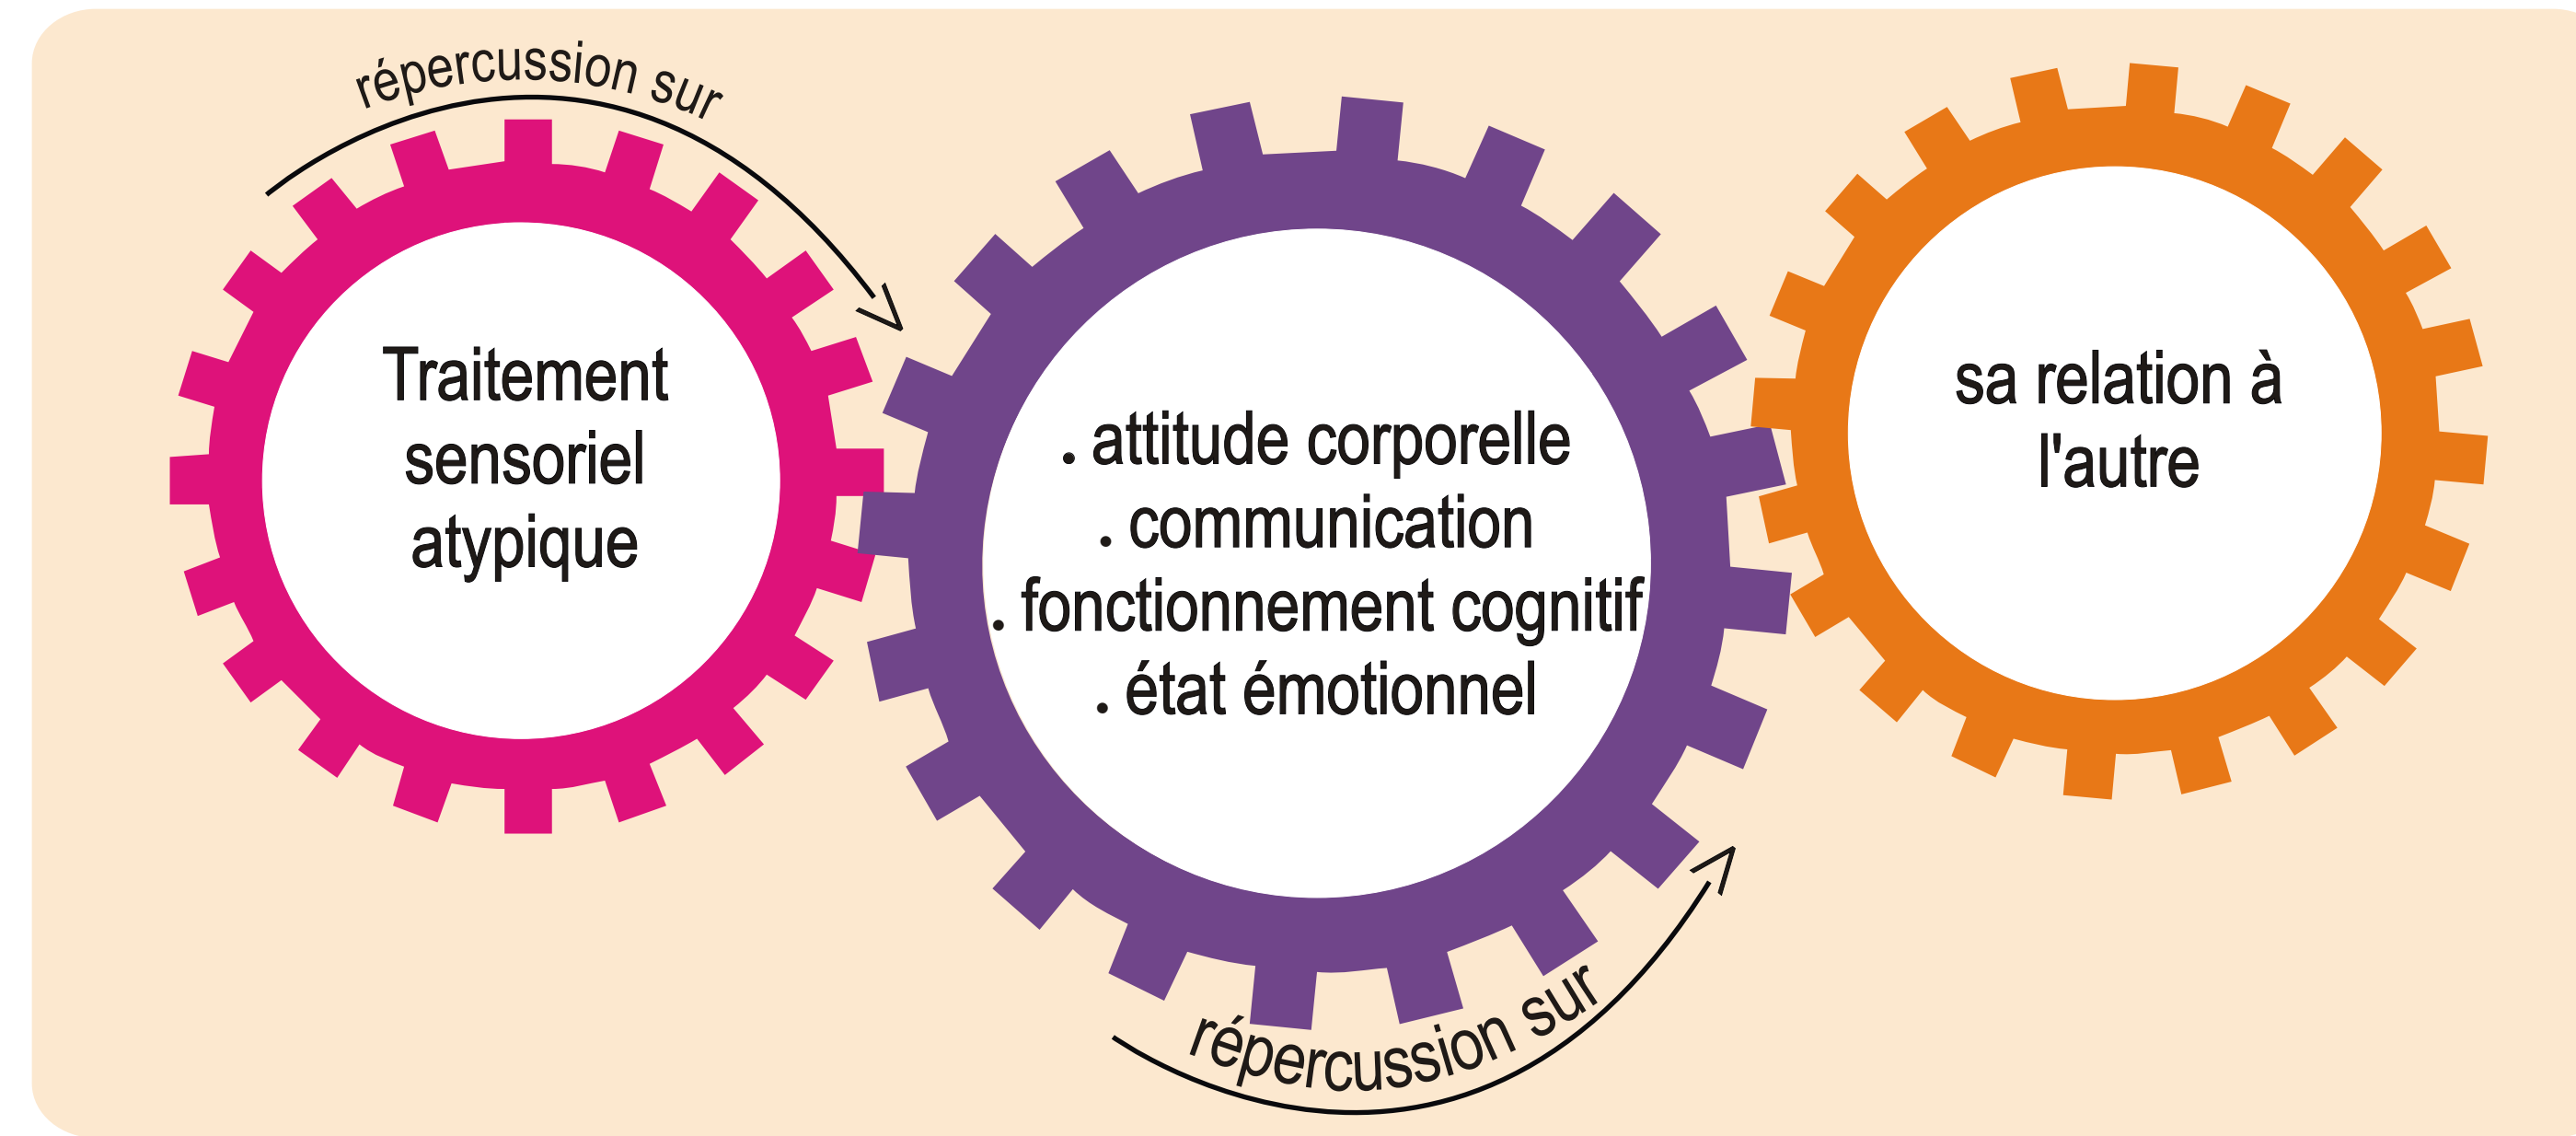 répercussion sur
Traitement
sensoriel
atypique
. attitude corporelle
. communication
. fonctionnement cognitif
. état émotionnel
répercussion sur
sa relation à
l'autre